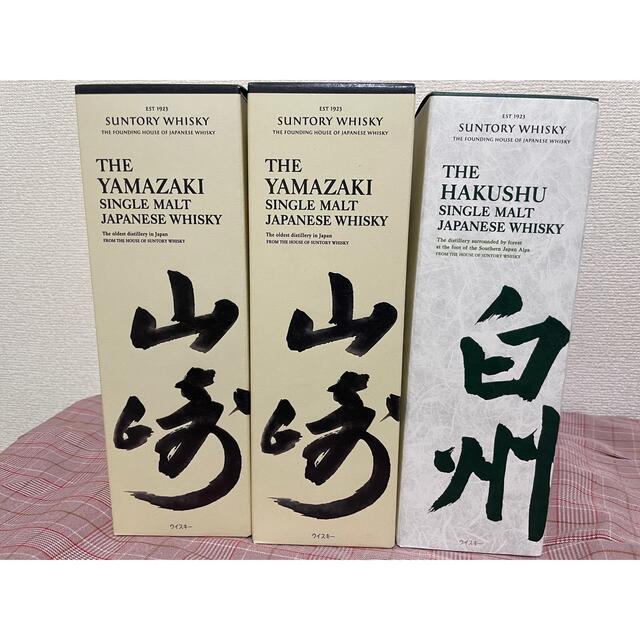 EST 1923
SUNTORY WHISKY
THE FOUNDING HOUSE OF JAPANESE WHISKY
THE
YAMAZAKI
SINGLE MALT
JAPANESE WHISKY
The oldest distillery in Japan
FROM THE HOUSE OF SUNTORY WHISKY
山崎
ウイスキー
EST 1923
SUNTORY WHISKY
THE FOUNDING HOUSE OF JAPANESE WHISKY
THE
YAMAZAKI
SINGLE MALT
JAPANESE WHISKY
The oldest distillery in Japan
FROM THE HOUSE OF SUNTORY WHISKY
山崎
ウイスキー
EST 1923
SUNTORY WHISKY
THE FOUNDING HOUSE OF JAPANESE WHISKY
THE
HAKUSHU
SINGLE MALT
JAPANESE WHISKY
The distillery surrounded by forest
at the foot of the Southern Japan Alps
FROM THE HOUSE OF SUNTORY WHISKY
白州
ウイスキー